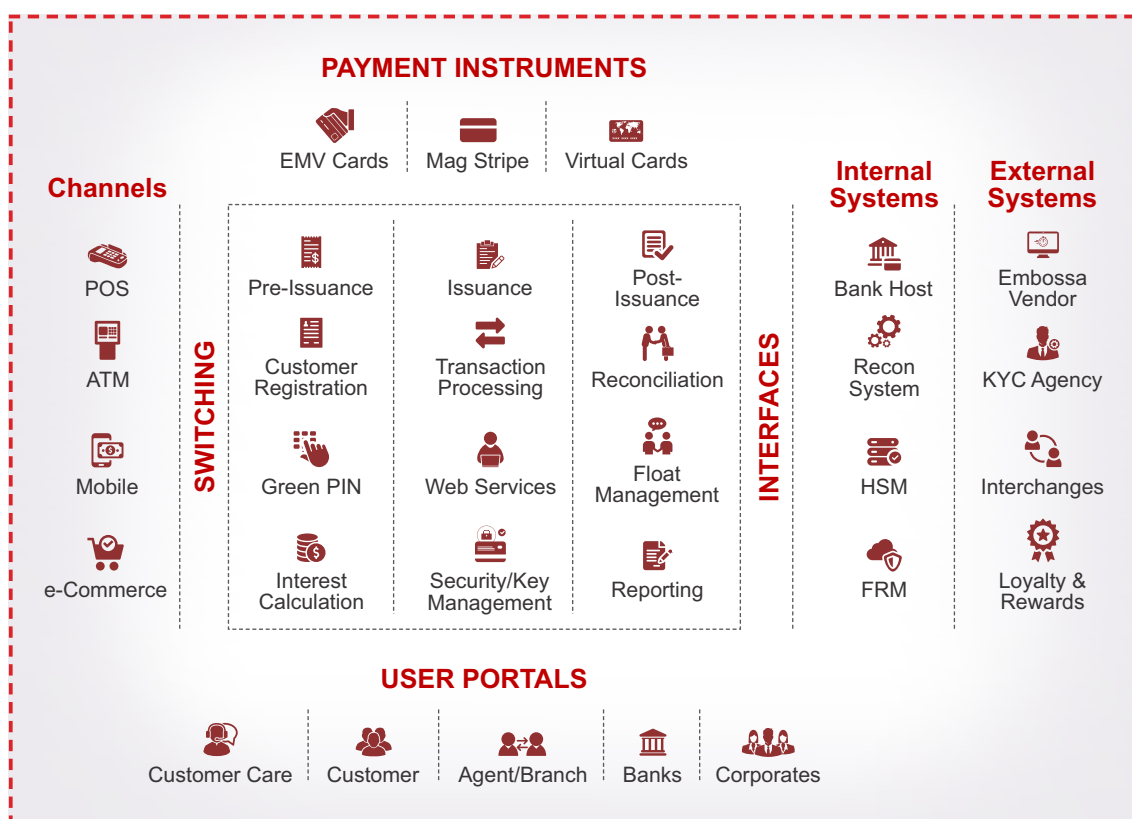 PAYMENT INSTRUMENTS
EMV Cards
Mag Stripe
Virtual Cards
Channels
POS
ATM
Mobile
e-Commerce
SWITCHING
Pre-Issuance
Issuance
Post-
Issuance
Customer
Registration
Transaction
Processing
Reconciliation
Green PIN
Web Services
Float
Management
Interest
Calculation
Security/Key
Management
Reporting
INTERFACES
Internal
Systems
Bank Host
Recon
System
HSM
FRM
External
Systems
Embossa
Vendor
KYC Agency
Interchanges
Loyalty &
Rewards
USER PORTALS
Customer Care
Customer
Agent/Branch
Banks
Corporates